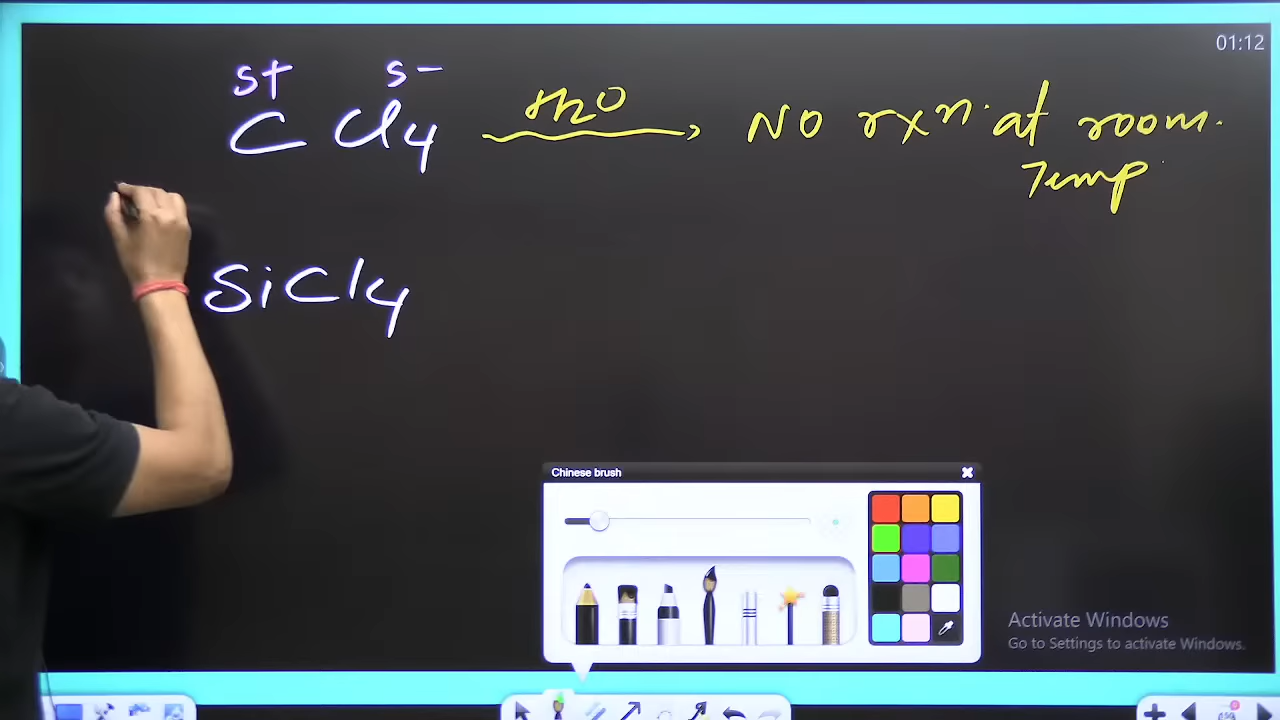 01:12
δ+ δ-
CCl4 H2O → NO rxn. at room.
Temp
SiCl4
Chinese brush
Activate Windows
Go to Settings to activate Windows.